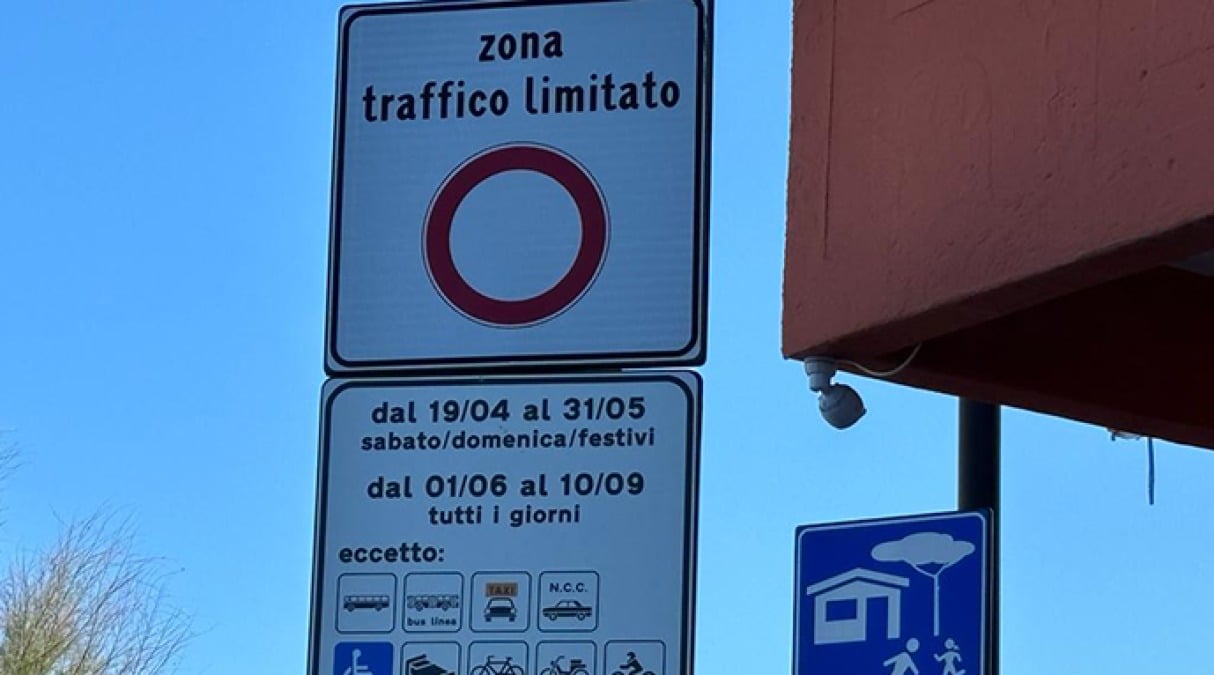 zona
traffico limitato
dal 19/04 al 31/05
sabato/domenica/festivi
dal 01/06 al 10/09
tutti i giorni
eccetto:
TAXI
N.C.C.
bus linea